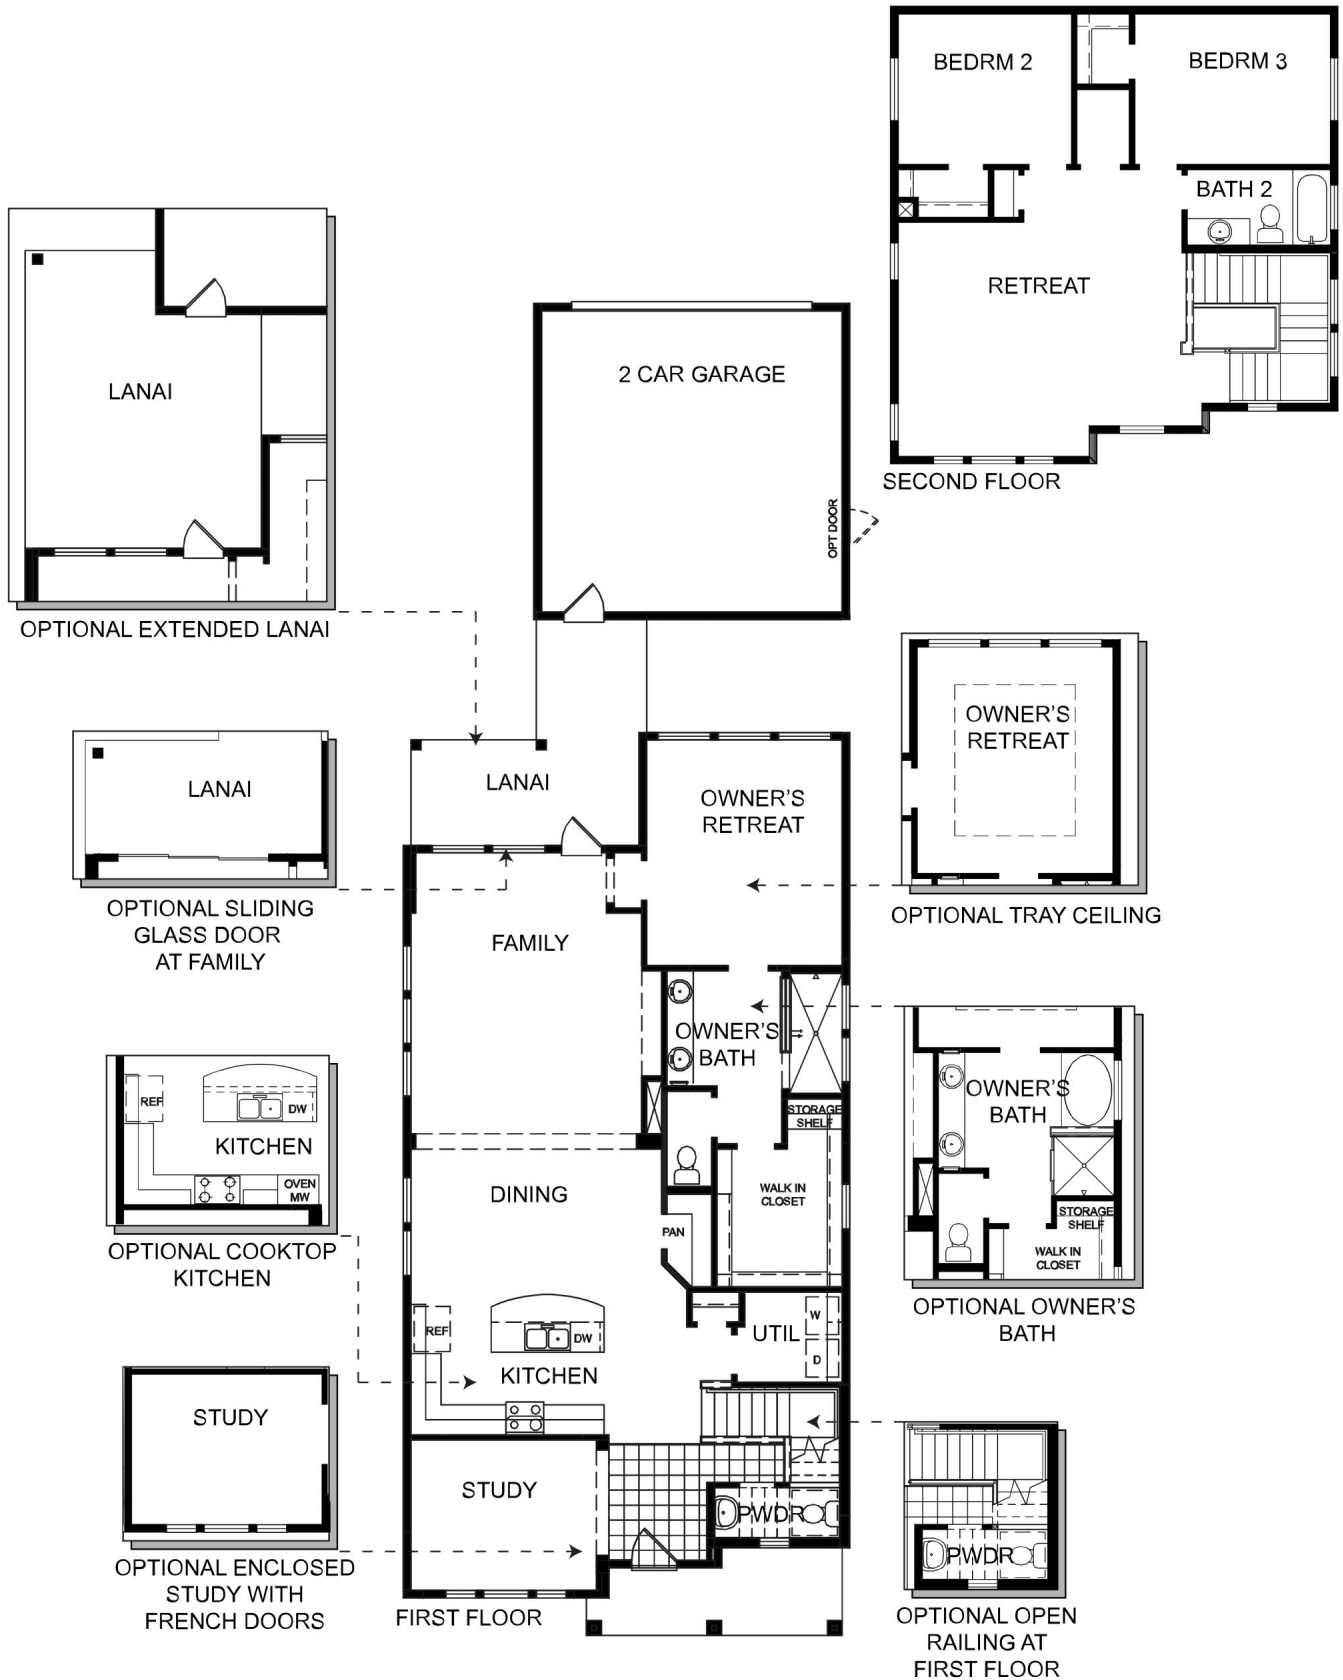 BEDRM 2
BEDRM 3
BATH 2
RETREAT
SECOND FLOOR
LANAI
OPTIONAL EXTENDED LANAI
2 CAR GARAGE
OPT DOOR
OWNER'S
RETREAT
OPTIONAL TRAY CEILING
LANAI
OPTIONAL SLIDING
GLASS DOOR
AT FAMILY
LANAI
OWNER'S
RETREAT
FAMILY
OWNER'S
BATH
STORAGE
SHELF
WALK IN
CLOSET
DINING
PAN
REF
DW
KITCHEN
UTIL
W
D
STUDY
PWDR
FIRST FLOOR
REF
DW
KITCHEN
OVEN
MW
OPTIONAL COOKTOP
KITCHEN
OWNER'S
BATH
STORAGE
SHELF
WALK IN
CLOSET
OPTIONAL OWNER'S
BATH
STUDY
OPTIONAL ENCLOSED
STUDY WITH
FRENCH DOORS
PWDR
OPTIONAL OPEN
RAILING AT
FIRST FLOOR